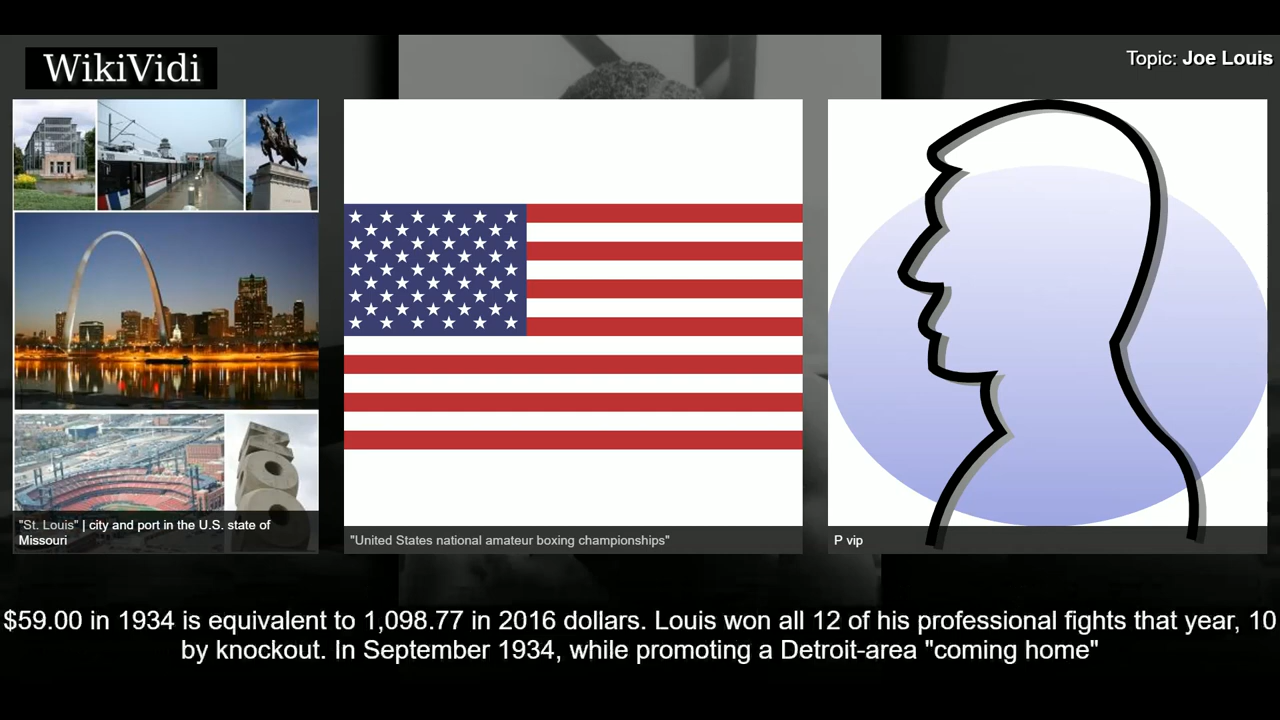 WikiVidi
Topic: Joe Louis
"St. Louis" | city and port in the U.S. state of
Missouri
"United States national amateur boxing championships"
P vip
$59.00 in 1934 is equivalent to 1,098.77 in 2016 dollars. Louis won all 12 of his professional fights that year, 10
by knockout. In September 1934, while promoting a Detroit-area "coming home"